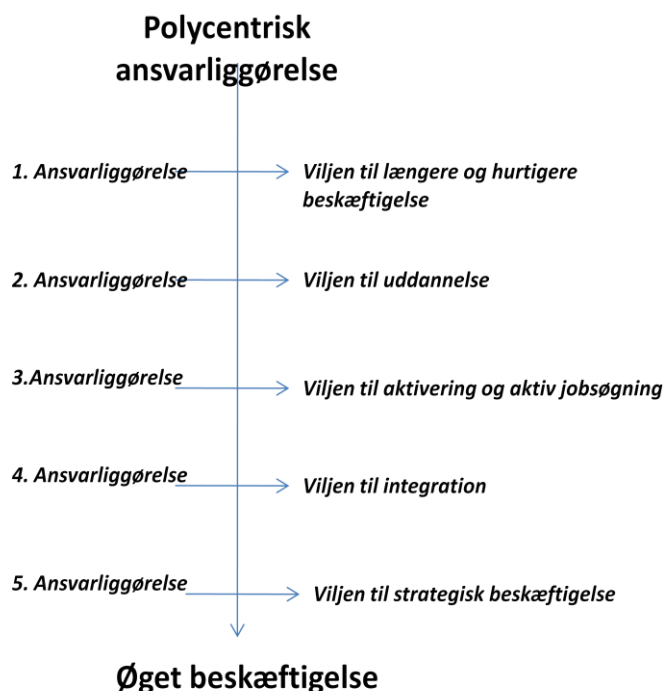 Polycentrisk
ansvarliggørelse
1. Ansvarliggørelse
Viljen til længere og hurtigere
beskæftigelse
2. Ansvarliggørelse
Viljen til uddannelse
3.Ansvarliggørelse
Viljen til aktivering og aktiv jobsøgning
4. Ansvarliggørelse
Viljen til integration
5. Ansvarliggørelse
Viljen til strategisk beskæftigelse
Øget beskæftigelse